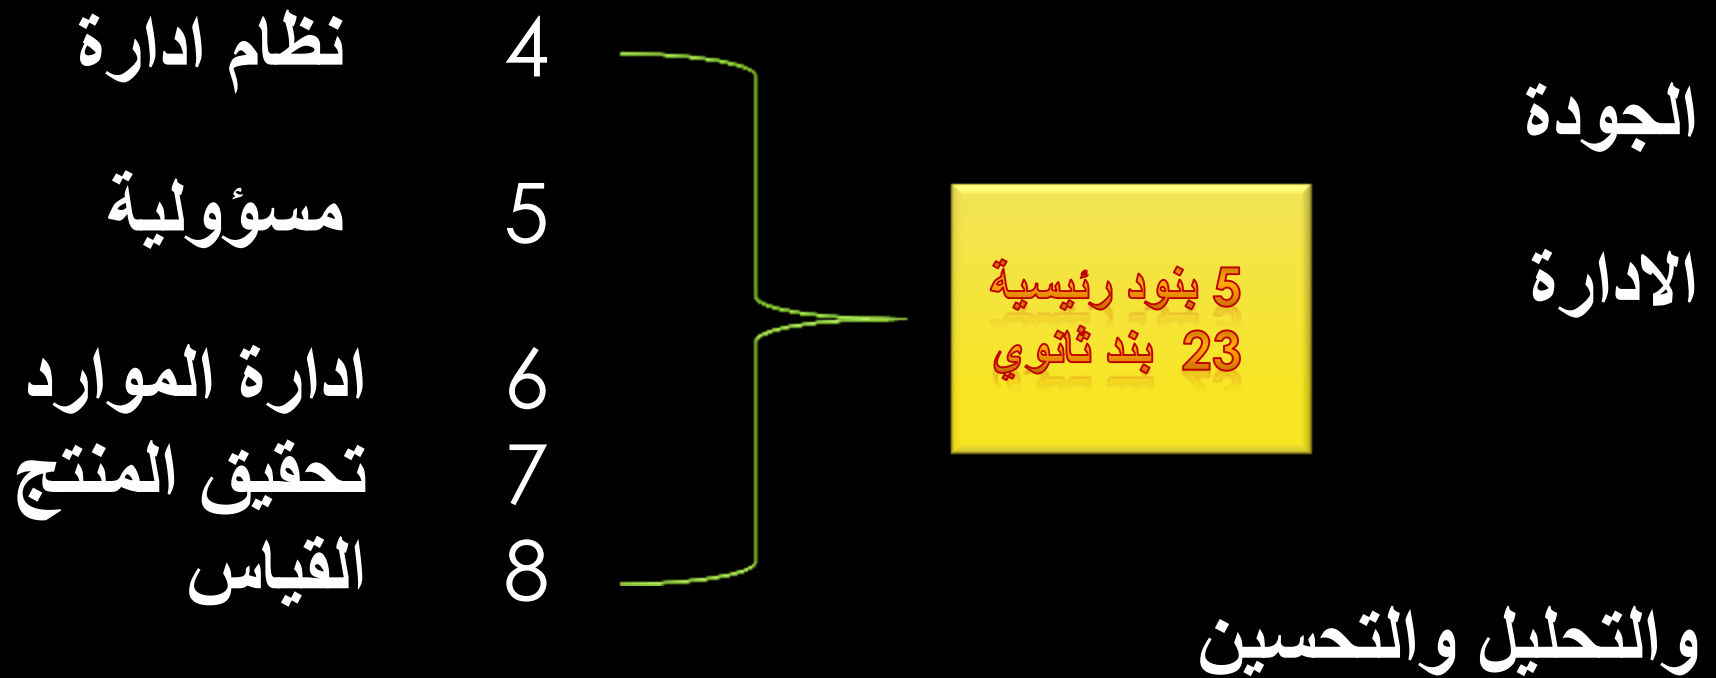 4 نظام ادارة
الجودة
5 مسؤولية
الادارة
6 ادارة الموارد
7 تحقيق المنتج
8 القياس
والتحليل والتحسين
5 بنود رئيسية
23 بند ثانوي